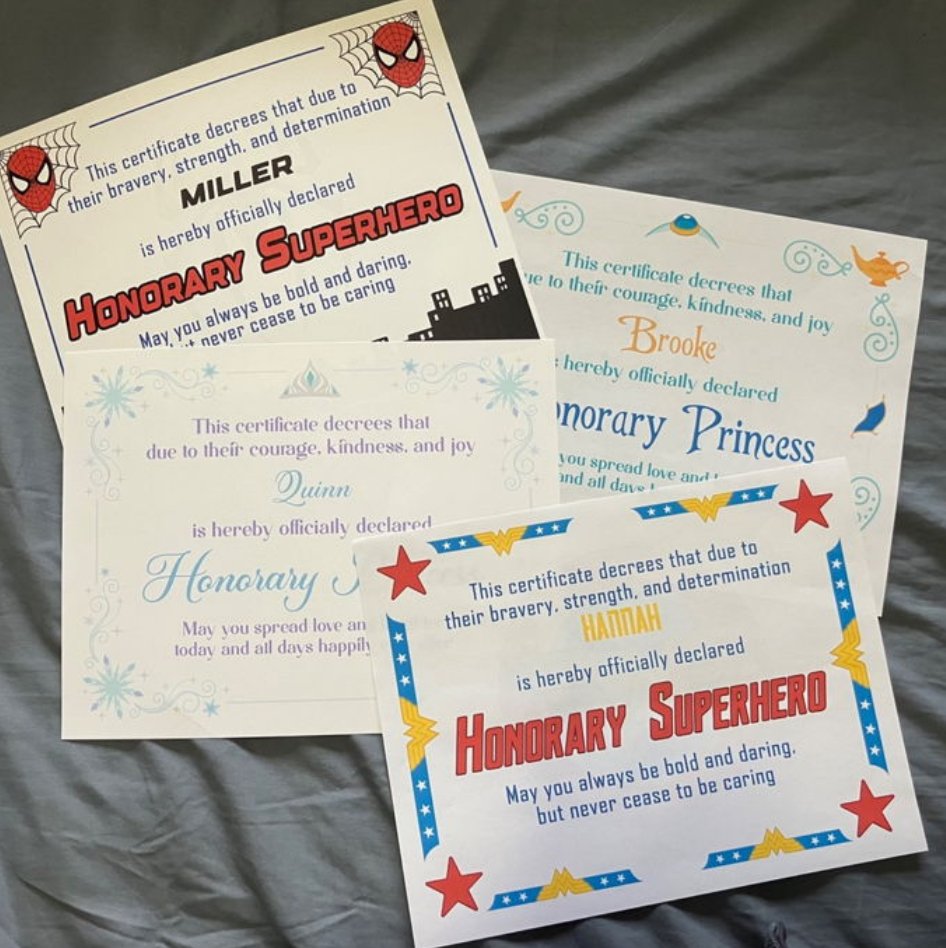 This certificate decrees that due to
their bravery, strength, and determination
MILLER
is hereby officially declared
HONORARY SUPERHERO
May you always be bold and daring,
but never cease to be caring
This certificate decrees that
due to their courage, kindness, and joy
Brooke
hereby officially declared
Honorary Princess
you spread love and
and all days
This certificate decrees that
due to their courage, kindness, and joy
Quinn
is hereby officially declared
Honorary
May you spread love an
today and all days happily
This certificate decrees that due to
their bravery, strength, and determination
HANNAH
is hereby officially declared
HONORARY SUPERHERO
May you always be bold and daring,
but never cease to be caring